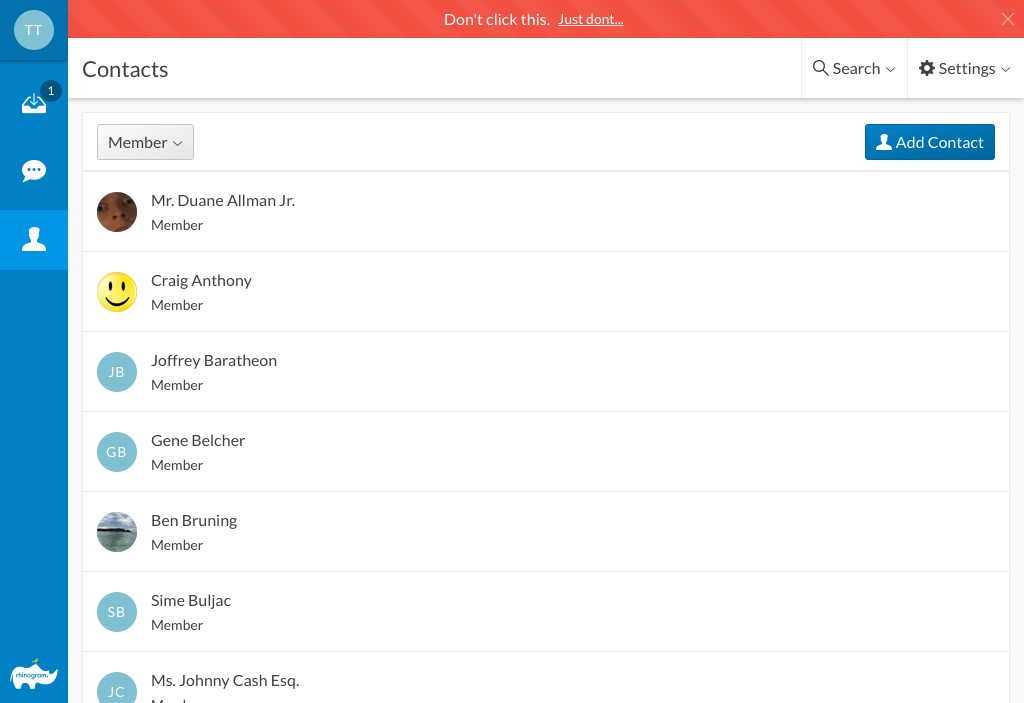 TT
Don't click this. Just dont...
1
Contacts
Search
Settings
Member
Add Contact
Mr. Duane Allman Jr.
Member
Craig Anthony
Member
JB
Joffrey Baratheon
Member
GB
Gene Belcher
Member
Ben Bruning
Member
SB
Sime Buljac
Member
JC
Ms. Johnny Cash Esq.
rhinogram